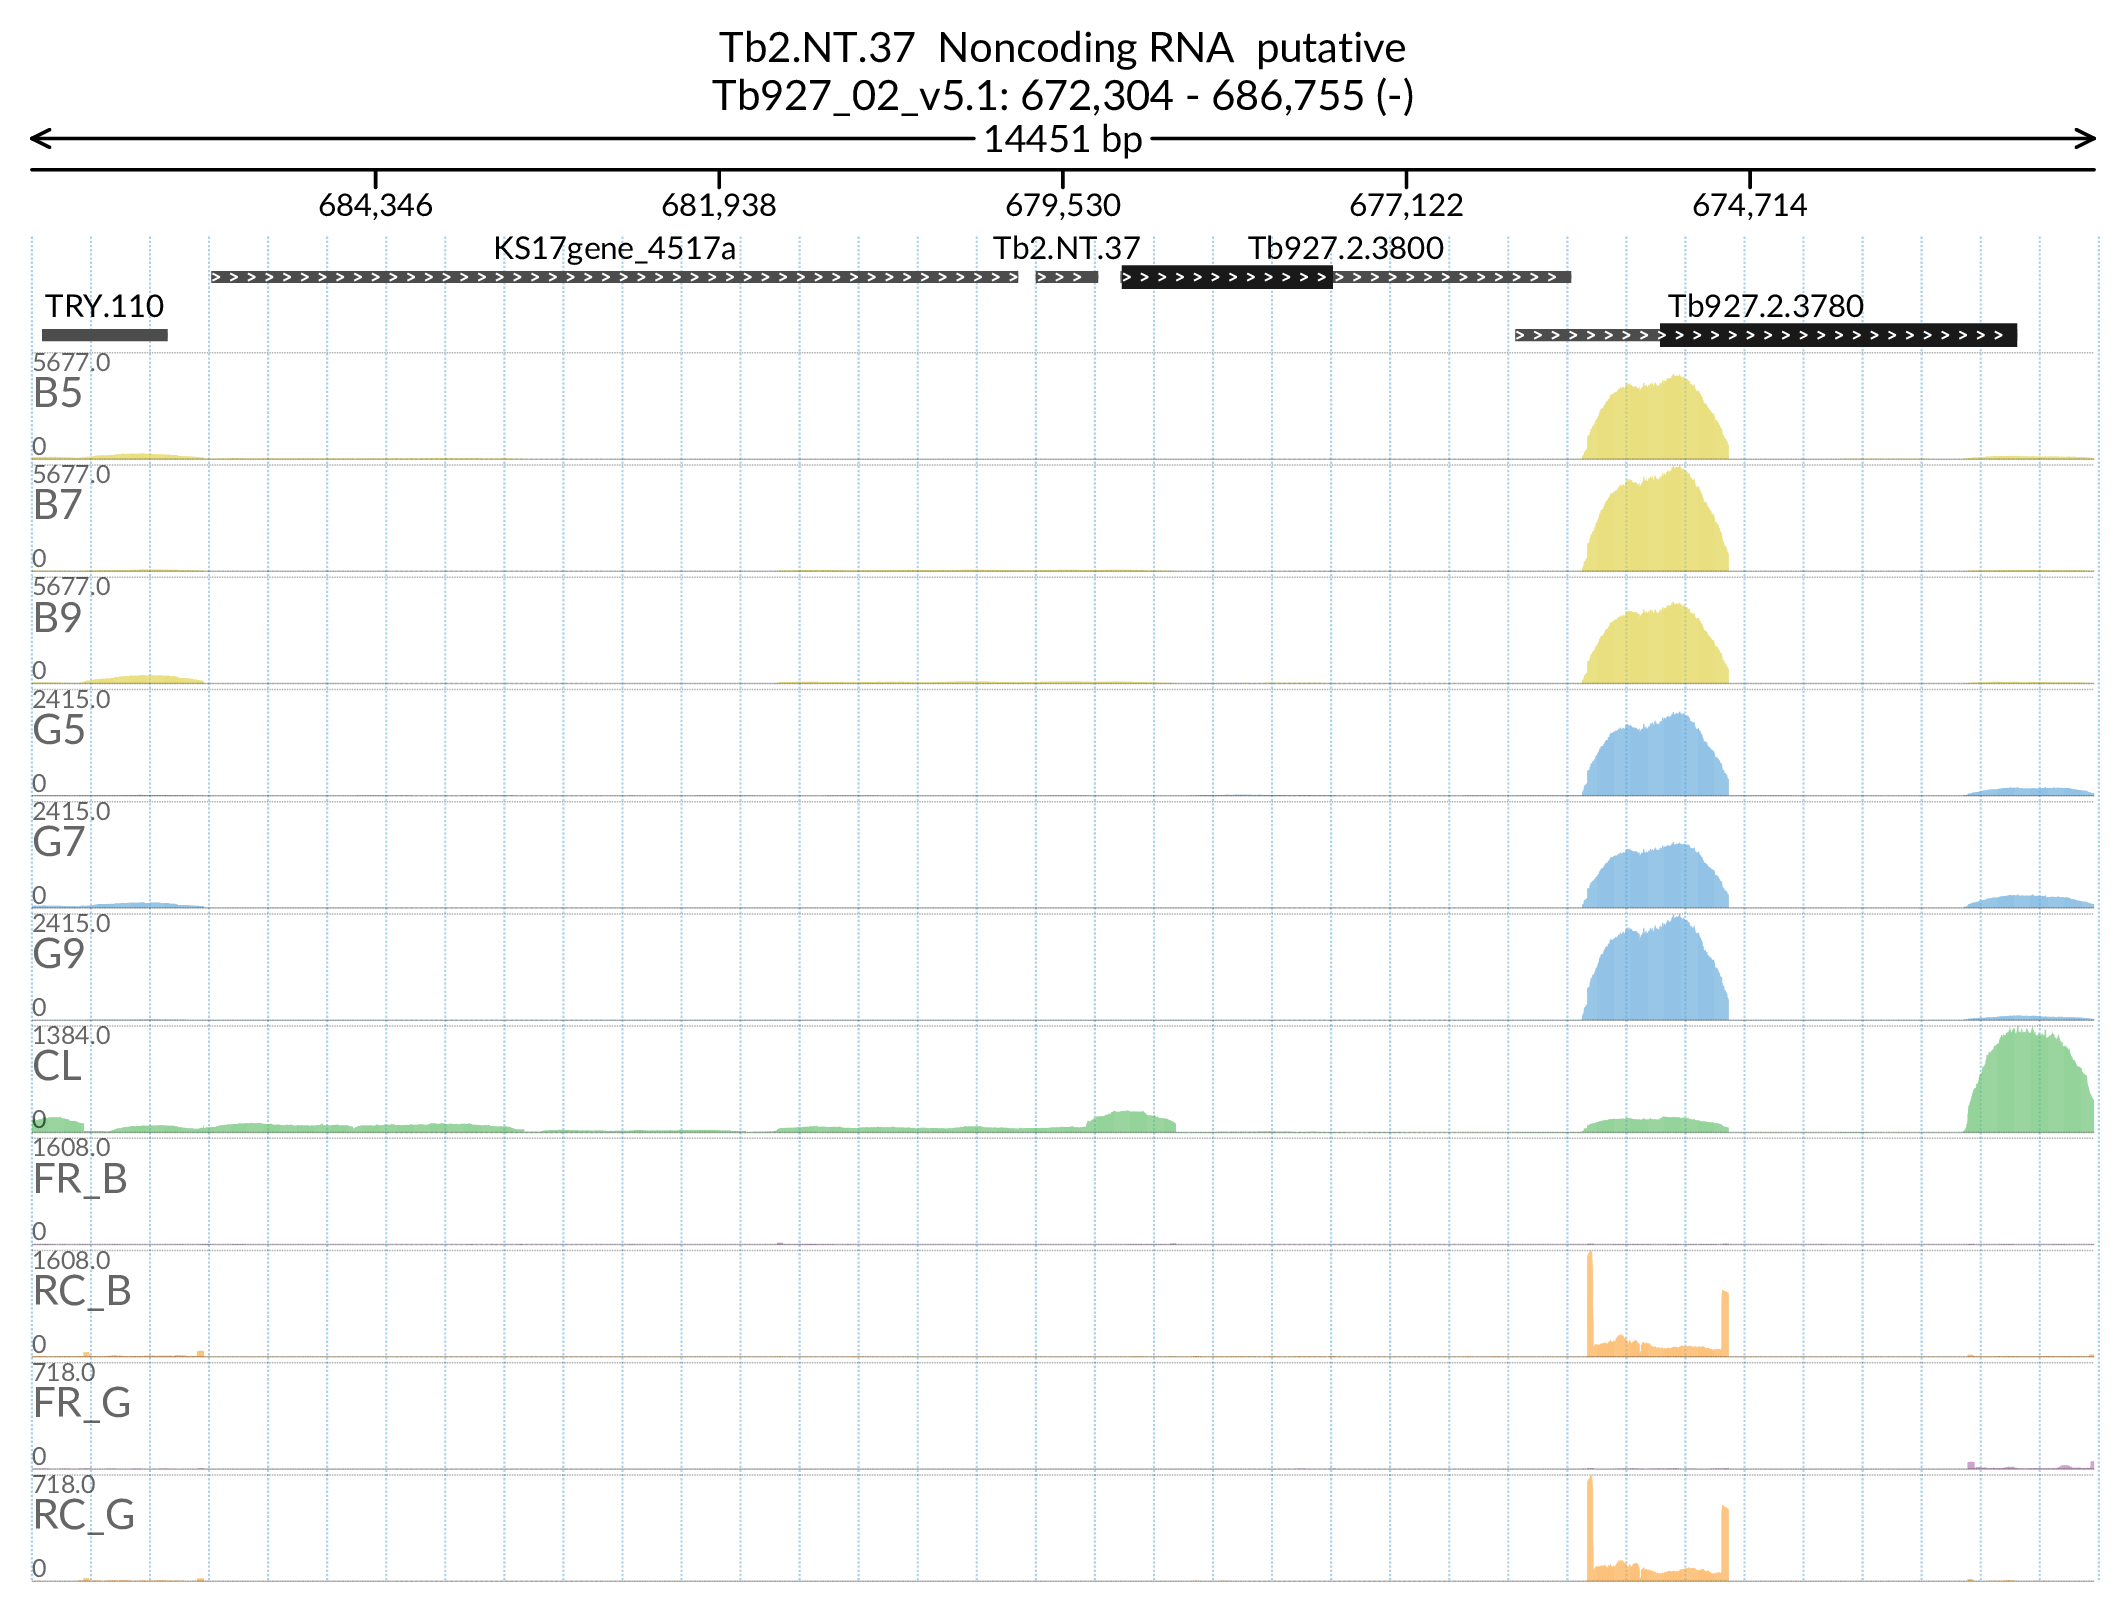 Tb2.NT.37  Noncoding RNA  putative
Tb927_02_v5.1: 672,304 - 686,755 (-)
14451 bp
684,346 681,938 679,530 677,122 674,714
KS17gene_4517a Tb2.NT.37 Tb927.2.3800
TRY.110 Tb927.2.3780
5677.0
B5
0
5677.0
B7
0
5677.0
B9
0
2415.0
G5
0
2415.0
G7
0
2415.0
G9
0
1384.0
CL
0
1608.0
FR_B
0
1608.0
RC_B
0
718.0
FR_G
0
718.0
RC_G
0